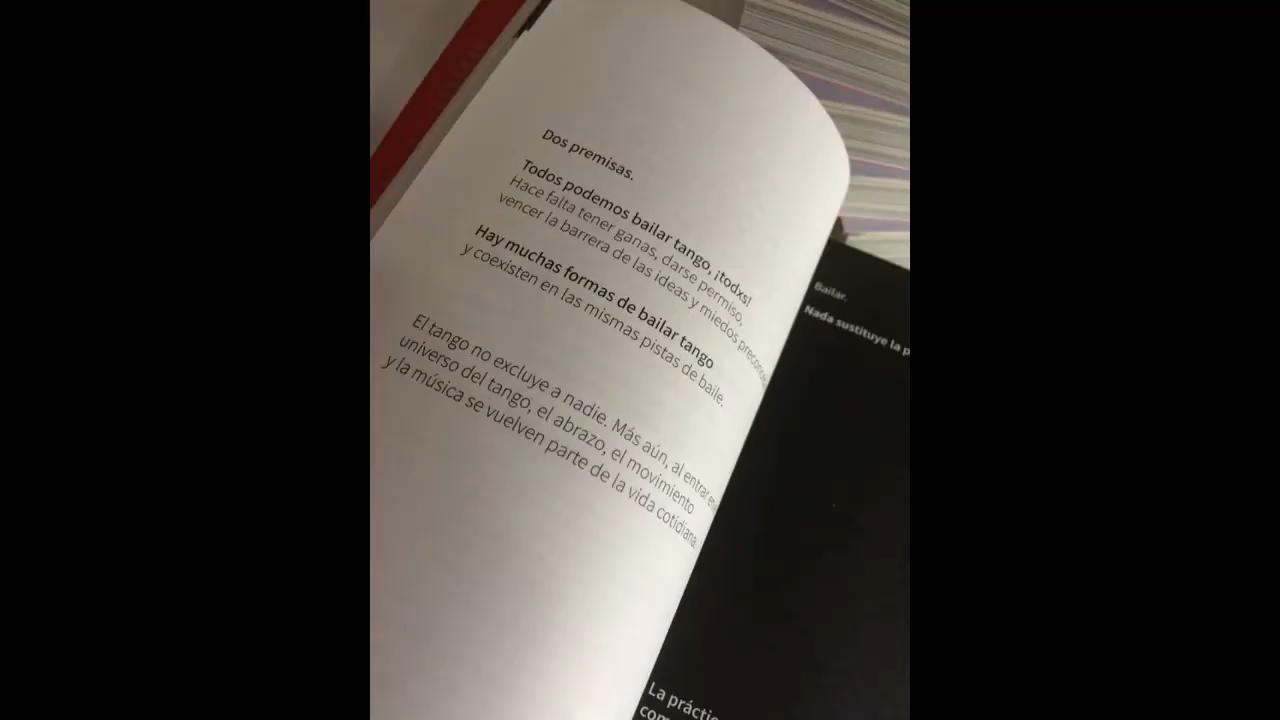 Dos premisas.
Todos podemos bailar tango, ¡todxs!
Hace falta tener ganas, darse permiso,
vencer la barrera de las ideas y miedos
Hay muchas formas de bailar tango
y coexisten en las mismas pistas de baile.
El tango no excluye a nadie. Más aún, al entrar en
universo del tango, el abrazo, el movimiento
y la música se vuelven parte de la vida cotidiana.
Bailar.
Nada sustituye la
La